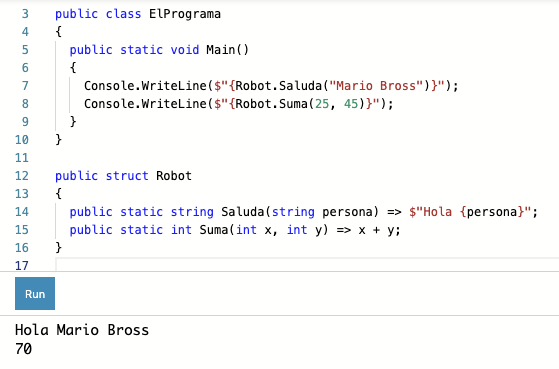 3 public class ElPrograma
4 {
5   public static void Main()
6   {
7     Console.WriteLine($"{Robot.Saluda("Mario Bross")}");
8     Console.WriteLine($"{Robot.Suma(25, 45)}");
9   }
10 }
11
12 public struct Robot
13 {
14   public static string Saluda(string persona) => $"Hola {persona}";
15   public static int Suma(int x, int y) => x + y;
16 }
17
Run
Hola Mario Bross
70